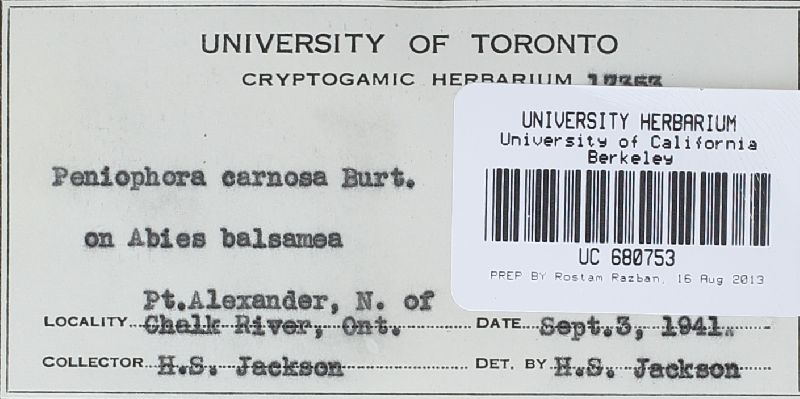 UNIVERSITY OF TORONTO
CRYPTOGAMIC HERBARIUM
UNIVERSITY HERBARIUM
University of California
Berkeley
UC 680753
PREP BY Rostam Razban, 16 Aug 2013
Peniophora carnosa Burt.
on Abies balsamea
Pt.Alexander, N. of
LOCALITY Chalk River, Ont. DATE Sept.3, 1941.
COLLECTOR H.S. Jackson DET. BY H.S. Jackson